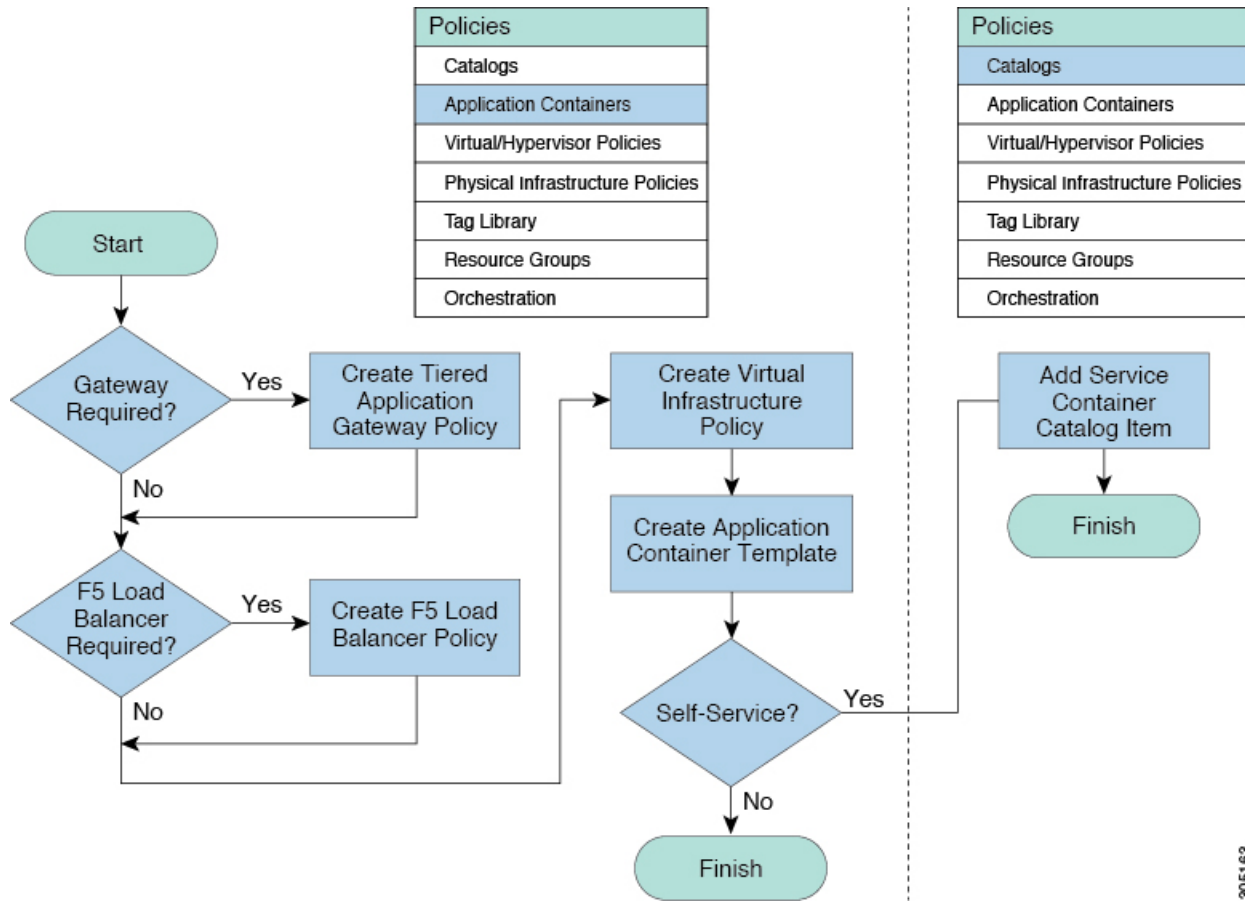 Policies
Catalogs
Application Containers
Virtual/Hypervisor Policies
Physical Infrastructure Policies
Tag Library
Resource Groups
Orchestration
Policies
Catalogs
Application Containers
Virtual/Hypervisor Policies
Physical Infrastructure Policies
Tag Library
Resource Groups
Orchestration
Start
Gateway
Required?
Yes
No
Create Tiered
Application
Gateway Policy
F5 Load
Balancer
Required?
Yes
No
Create F5 Load
Balancer Policy
Create Virtual
Infrastructure
Policy
Create Application
Container Template
Self-Service?
Yes
No
Finish
Add Service
Container
Catalog Item
Finish